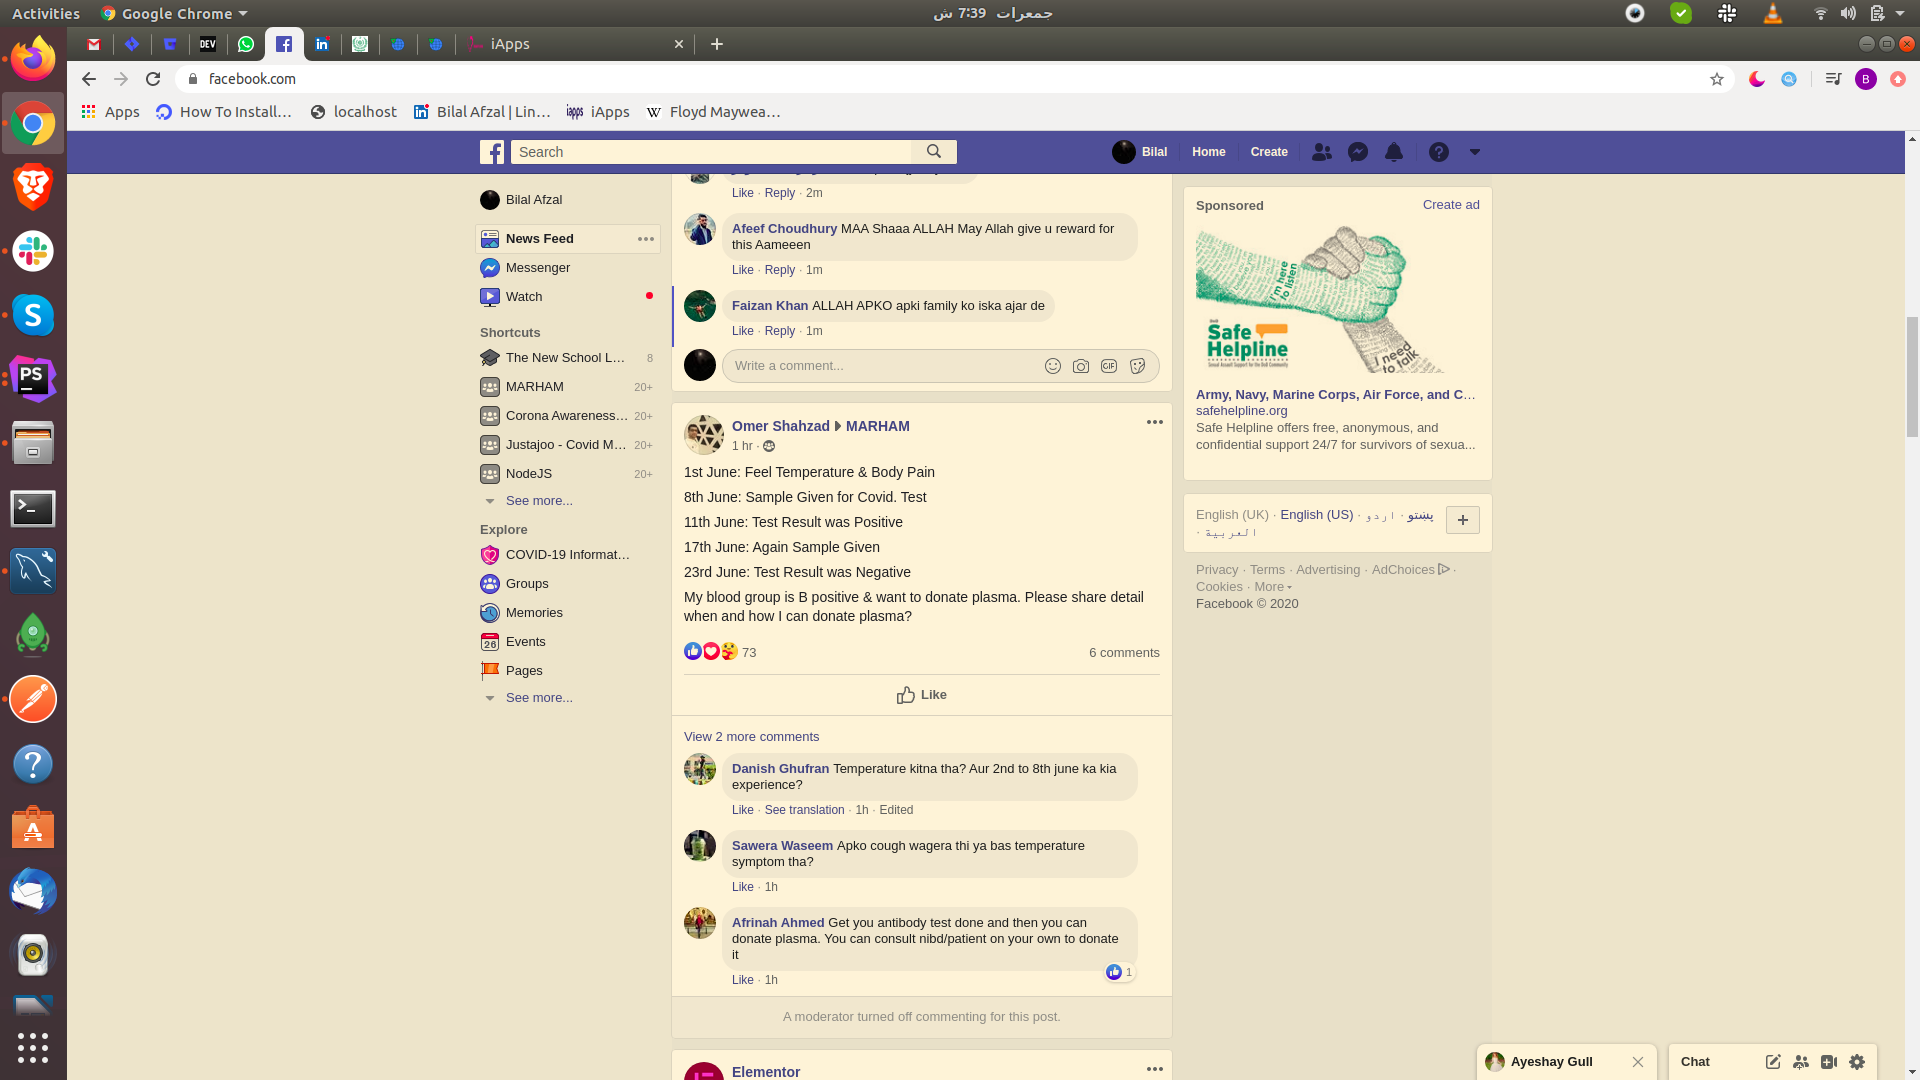 Activities
Google Chrome
جمعرات 7:39 ش
DEV
iApps
facebook.com
B
Apps
How To Install…
localhost
Bilal Afzal | Lin…
iApps
Floyd Maywea…
Search
Bilal
Home
Create
Bilal Afzal
News Feed
Messenger
Watch
Shortcuts
The New School L... 8
MARHAM 20+
Corona Awareness... 20+
Justajoo - Covid M... 20+
NodeJS 20+
See more...
Explore
COVID-19 Informat...
Groups
Memories
26 Events
Pages
See more...
Like · Reply · 2m
Afeef Choudhury MAA Shaaa ALLAH May Allah give u reward for
this Aameeen
Like · Reply · 1m
Faizan Khan ALLAH APKO apki family ko iska ajar de
Like · Reply · 1m
Write a comment...
GIF
Omer Shahzad MARHAM
1 hr ·
1st June: Feel Temperature & Body Pain
8th June: Sample Given for Covid. Test
11th June: Test Result was Positive
17th June: Again Sample Given
23rd June: Test Result was Negative
My blood group is B positive & want to donate plasma. Please share detail
when and how I can donate plasma?
73
6 comments
Like
View 2 more comments
Danish Ghufran Temperature kitna tha? Aur 2nd to 8th june ka kia
experience?
Like · See translation · 1h · Edited
Sawera Waseem Apko cough wagera thi ya bas temperature
symptom tha?
Like · 1h
Afrinah Ahmed Get you antibody test done and then you can
donate plasma. You can consult nibd/patient on your own to donate
it
1
Like · 1h
A moderator turned off commenting for this post.
Elementor
Sponsored
Create ad
I'm here
to listen
I need
to talk
Safe
Helpline
Army, Navy, Marine Corps, Air Force, and C...
safehelpline.org
Safe Helpline offers free, anonymous, and
confidential support 24/7 for survivors of sexua...
English (UK) · English (US) · اردو · پښتو
· العربية
Privacy · Terms · Advertising · AdChoices ·
Cookies · More
Facebook © 2020
Ayeshay Gull
Chat
PS